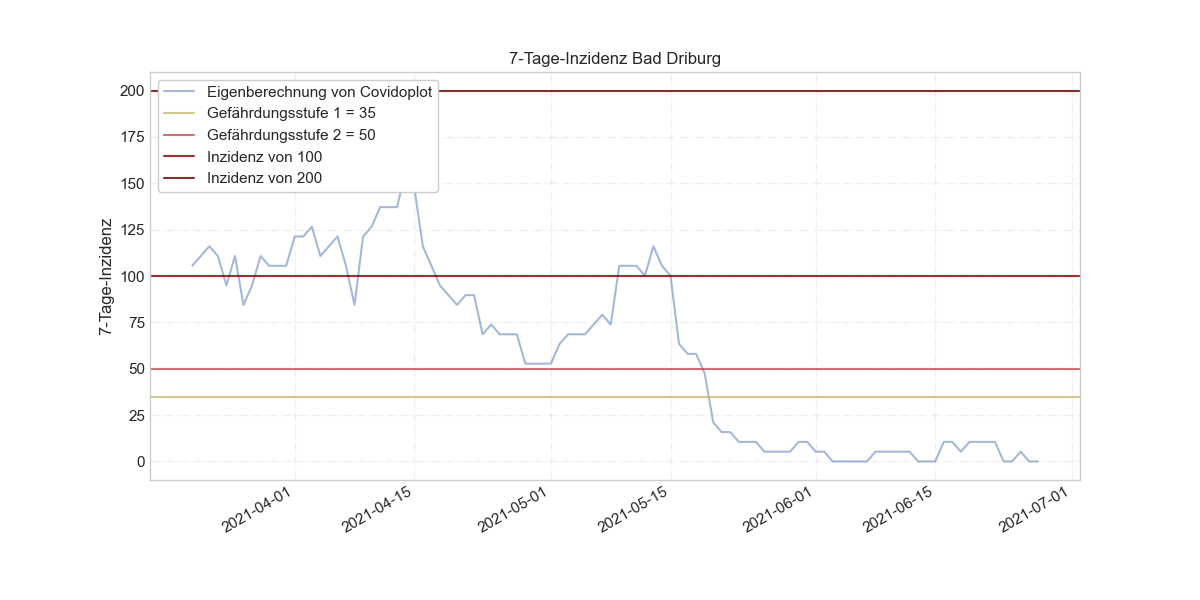 7-Tage-Inzidenz Bad Driburg
Eigenberechnung von Covidoplot
Gefährdungsstufe 1 = 35
Gefährdungsstufe 2 = 50
Inzidenz von 100
Inzidenz von 200
7-Tage-Inzidenz
200
175
150
125
100
75
50
25
0
2021-04-01
2021-04-15
2021-05-01
2021-05-15
2021-06-01
2021-06-15
2021-07-01